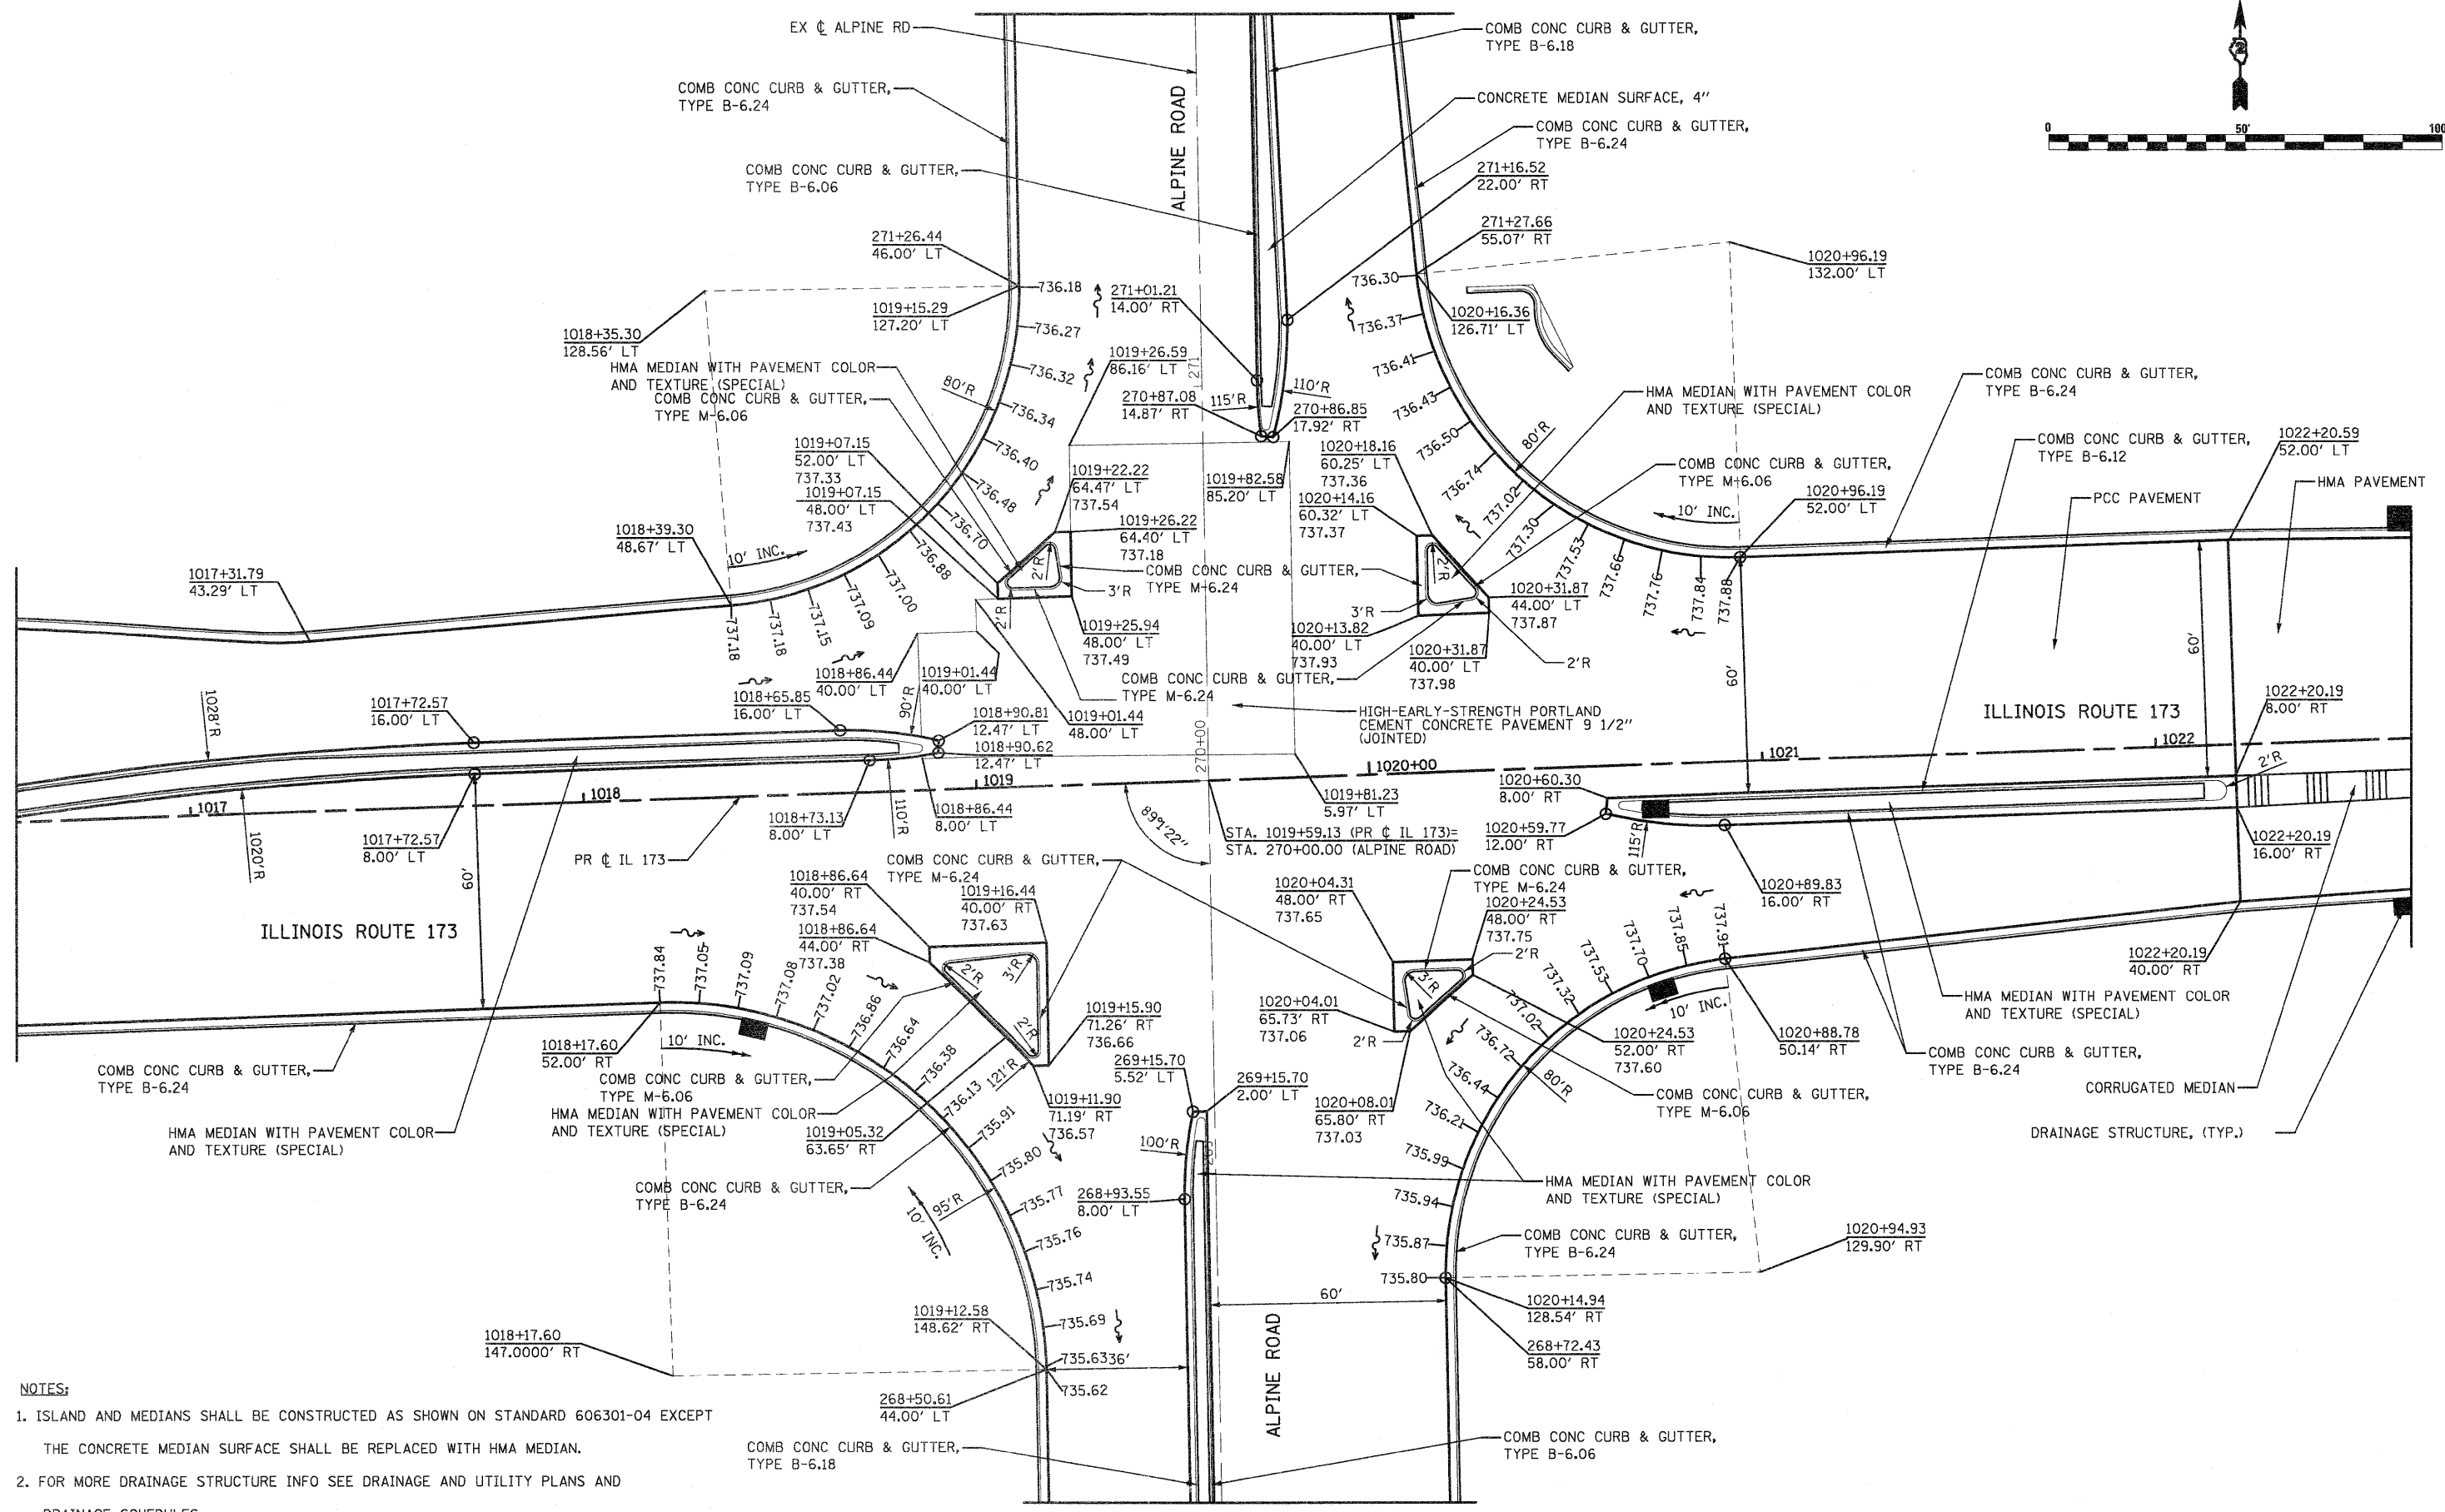 EX ℄ ALPINE RD
COMB CONC CURB & GUTTER,
TYPE B-6.18
COMB CONC CURB & GUTTER,
TYPE B-6.24
CONCRETE MEDIAN SURFACE, 4"
ALPINE ROAD
COMB CONC CURB & GUTTER,
TYPE B-6.24
0
50'
100
COMB CONC CURB & GUTTER,
TYPE B-6.06
271+16.52
22.00' RT
271+26.44
46.00' LT
271+27.66
55.07' RT
1020+96.19
132.00' LT
736.18
736.30
271+01.21
14.00' RT
1019+15.29
127.20' LT
1020+16.36
126.71' LT
736.27
736.37
1018+35.30
128.56' LT
HMA MEDIAN WITH PAVEMENT COLOR
AND TEXTURE (SPECIAL)
COMB CONC CURB & GUTTER,
TYPE M-6.06
80'R
736.32
1019+26.59
86.16' LT
271
736.41
COMB CONC CURB & GUTTER,
TYPE B-6.24
HMA MEDIAN WITH PAVEMENT COLOR
AND TEXTURE (SPECIAL)
736.34
270+87.08
14.87' RT
115'R
110'R
270+86.85
17.92' RT
736.43
736.50
80'R
1019+07.15
52.00' LT
737.33
1019+07.15
48.00' LT
737.43
736.40
736.48
1019+22.22
64.47' LT
737.54
1019+82.58
85.20' LT
1020+18.16
60.25' LT
737.36
1020+14.16
60.32' LT
737.37
736.74
737.02
COMB CONC CURB & GUTTER,
TYPE M-6.06
COMB CONC CURB & GUTTER,
TYPE B-6.12
1022+20.59
52.00' LT
HMA PAVEMENT
PCC PAVEMENT
1020+96.19
52.00' LT
10' INC.
1018+39.30
48.67' LT
10' INC.
736.70
736.88
1019+26.22
64.40' LT
737.18
737.30
737.53
737.66
737.76
737.84
737.88
1017+31.79
43.29' LT
737.18
737.18
737.15
737.09
737.00
2'R
COMB CONC CURB & GUTTER,
TYPE M-6.24
3'R
2'R
1019+25.94
48.00' LT
737.49
2'R
3'R
1020+13.82
40.00' LT
737.93
1020+31.87
44.00' LT
737.87
1020+31.87
40.00' LT
737.98
2'R
60'
60'
1018+86.44
40.00' LT
1019+01.44
40.00' LT
COMB CONC CURB & GUTTER,
TYPE M-6.24
1028'R
1017+72.57
16.00' LT
1018+65.85
16.00' LT
90'R
1018+90.81
12.47' LT
1018+90.62
12.47' LT
1019+01.44
48.00' LT
HIGH-EARLY-STRENGTH PORTLAND
CEMENT CONCRETE PAVEMENT 9 1/2"
(JOINTED)
ILLINOIS ROUTE 173
1022+20.19
8.00' RT
270+00
1017
1018
1019
1020+00
1021
1022
2'R
1020'R
1017+72.57
8.00' LT
1018+73.13
8.00' LT
110'R
1018+86.44
8.00' LT
89°1'22"
1019+81.23
5.97' LT
STA. 1019+59.13 (PR ℄ IL 173)=
STA. 270+00.00 (ALPINE ROAD)
1020+60.30
8.00' RT
1020+59.77
12.00' RT
115'R
1022+20.19
16.00' RT
60'
PR ℄ IL 173
COMB CONC CURB & GUTTER,
TYPE M-6.24
1018+86.64
40.00' RT
737.54
1018+86.64
44.00' RT
737.38
1019+16.44
40.00' RT
737.63
1020+04.31
48.00' RT
737.65
COMB CONC CURB & GUTTER,
TYPE M-6.24
1020+24.53
48.00' RT
737.75
1020+89.83
16.00' RT
ILLINOIS ROUTE 173
737.84
737.05
737.09
737.08
737.02
736.86
736.64
736.38
736.13
735.91
735.80
735.77
735.76
735.74
735.69
735.63
36'
735.62
2'R
3'R
2'R
2'R
3'R
2'R
737.91
737.85
737.70
737.53
737.32
737.02
736.72
736.44
736.21
735.99
735.94
735.87
735.80
10' INC.
1022+20.19
40.00' RT
1018+17.60
52.00' RT
10' INC.
121'R
1019+15.90
71.26' RT
736.66
1020+04.01
65.73' RT
737.06
1020+24.53
52.00' RT
737.60
1020+88.78
50.14' RT
HMA MEDIAN WITH PAVEMENT COLOR
AND TEXTURE (SPECIAL)
COMB CONC CURB & GUTTER,
TYPE B-6.24
CORRUGATED MEDIAN
COMB CONC CURB & GUTTER,
TYPE B-6.24
COMB CONC CURB & GUTTER,
TYPE M-6.06
HMA MEDIAN WITH PAVEMENT COLOR
AND TEXTURE (SPECIAL)
269+15.70
5.52' LT
269+15.70
2.00' LT
80'R
COMB CONC CURB & GUTTER,
TYPE M-6.06
1019+11.90
71.19' RT
736.57
1020+08.01
65.80' RT
737.03
DRAINAGE STRUCTURE, (TYP.)
HMA MEDIAN WITH PAVEMENT COLOR
AND TEXTURE (SPECIAL)
1019+05.32
63.65' RT
100'R
269
COMB CONC CURB & GUTTER,
TYPE B-6.24
95'R
10' INC.
268+93.55
8.00' LT
HMA MEDIAN WITH PAVEMENT COLOR
AND TEXTURE (SPECIAL)
COMB CONC CURB & GUTTER,
TYPE B-6.24
1020+94.93
129.90' RT
60'
1019+12.58
148.62' RT
1020+14.94
128.54' RT
1018+17.60
147.0000' RT
ALPINE ROAD
268+72.43
58.00' RT
268+50.61
44.00' LT
NOTES:
1. ISLAND AND MEDIANS SHALL BE CONSTRUCTED AS SHOWN ON STANDARD 606301-04 EXCEPT
THE CONCRETE MEDIAN SURFACE SHALL BE REPLACED WITH HMA MEDIAN.
2. FOR MORE DRAINAGE STRUCTURE INFO SEE DRAINAGE AND UTILITY PLANS AND
COMB CONC CURB & GUTTER,
TYPE B-6.18
COMB CONC CURB & GUTTER,
TYPE B-6.06